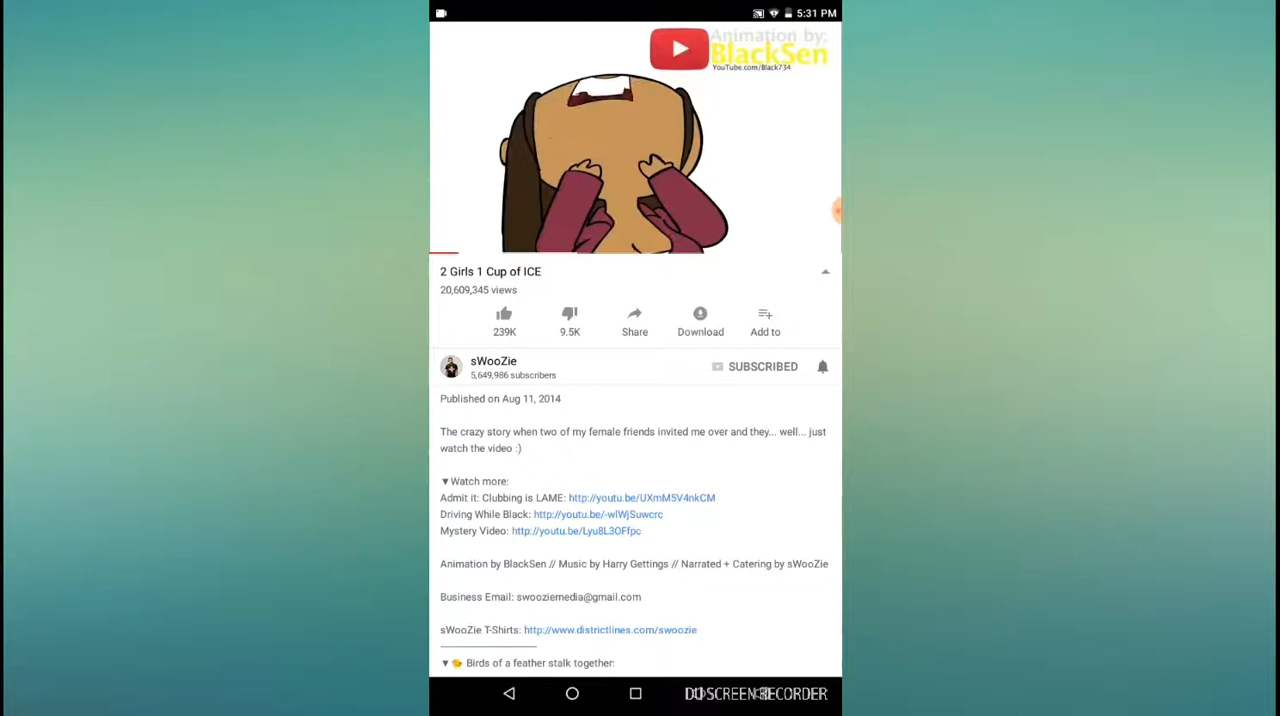 5:31 PM
Animation by:
BlackSen
YouTube.com/Black734
2 Girls 1 Cup of ICE
20,609,345 views
239K 9.5K Share Download Add to
sWooZie
5,649,986 subscribers
SUBSCRIBED
Published on Aug 11, 2014
The crazy story when two of my female friends invited me over and they... well... just
watch the video :)
▼Watch more:
Admit it: Clubbing is LAME: http://youtu.be/UXmM5V4nkCM
Driving While Black: http://youtu.be/-wlWjSuwcrc
Mystery Video: http://youtu.be/Lyu8L3OFfpc
Animation by BlackSen // Music by Harry Gettings // Narrated + Catering by sWooZie
Business Email: swooziemedia@gmail.com
sWooZie T-Shirts: http://www.districtlines.com/swoozie
▼ 🐤 Birds of a feather stalk together:
DU SCREEN RECORDER